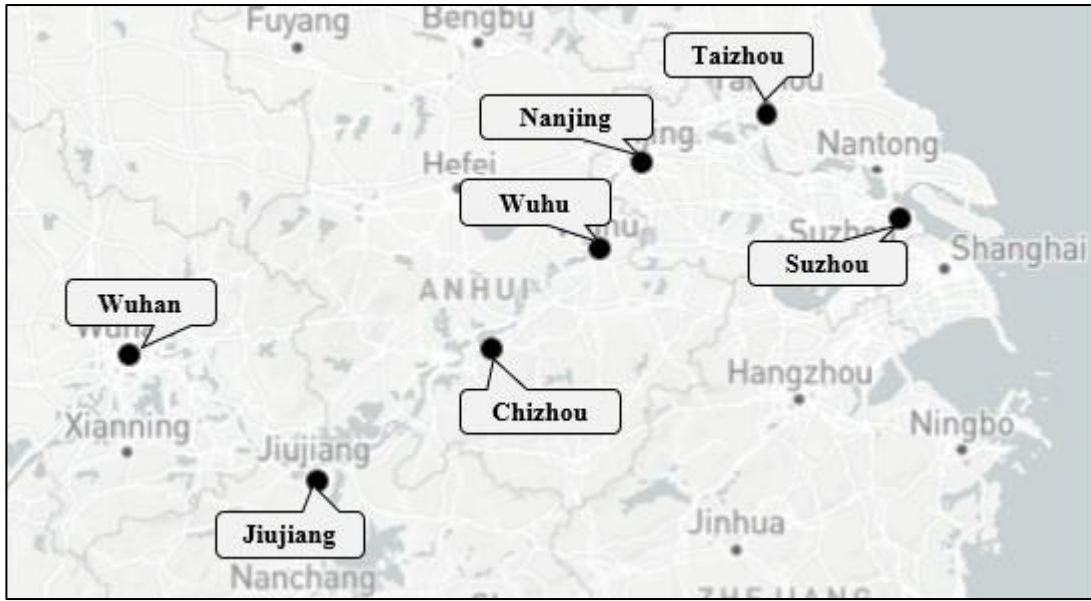 Fuyang
Bengbu
Taizhou
Nanjing
Nantong
Hefei
Wuhu
Suzhou
Shanghai
ANHUI
Wuhan
Chizhou
Hangzhou
Xianning
Jiujiang
Ningbo
Jiujiang
Jinhua
Nanchang
ZHEJIANG